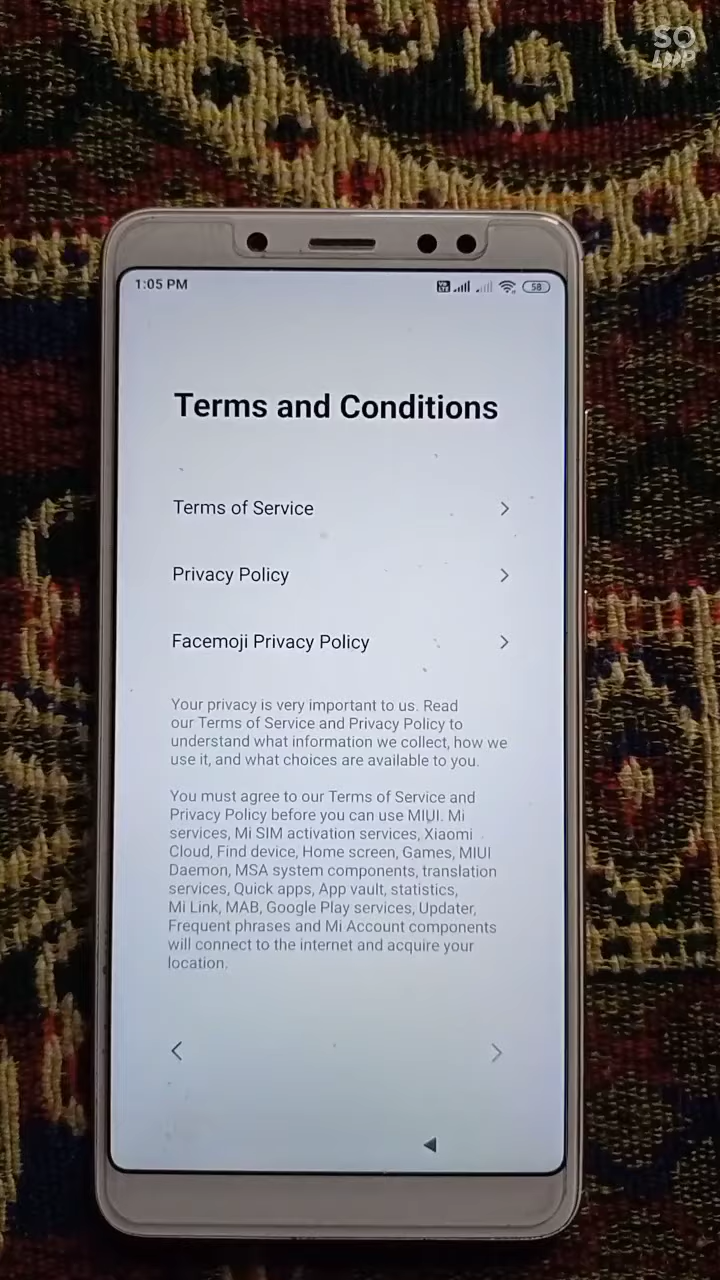 SO
1:05 PM
58
Terms and Conditions
Terms of Service
Privacy Policy
Facemoji Privacy Policy
Your privacy is very important to us. Read
our Terms of Service and Privacy Policy to
understand what information we collect, how we
use it, and what choices are available to you.
You must agree to our Terms of Service and
Privacy Policy before you can use MIUI. Mi
services, Mi SIM activation services, Xiaomi
Cloud, Find device, Home screen, Games, MIUI
Daemon, MSA system components, translation
services, Quick apps, App vault, statistics,
Mi Link, MAB, Google Play services, Updater,
Frequent phrases and Mi Account components
will connect to the internet and acquire your
location.